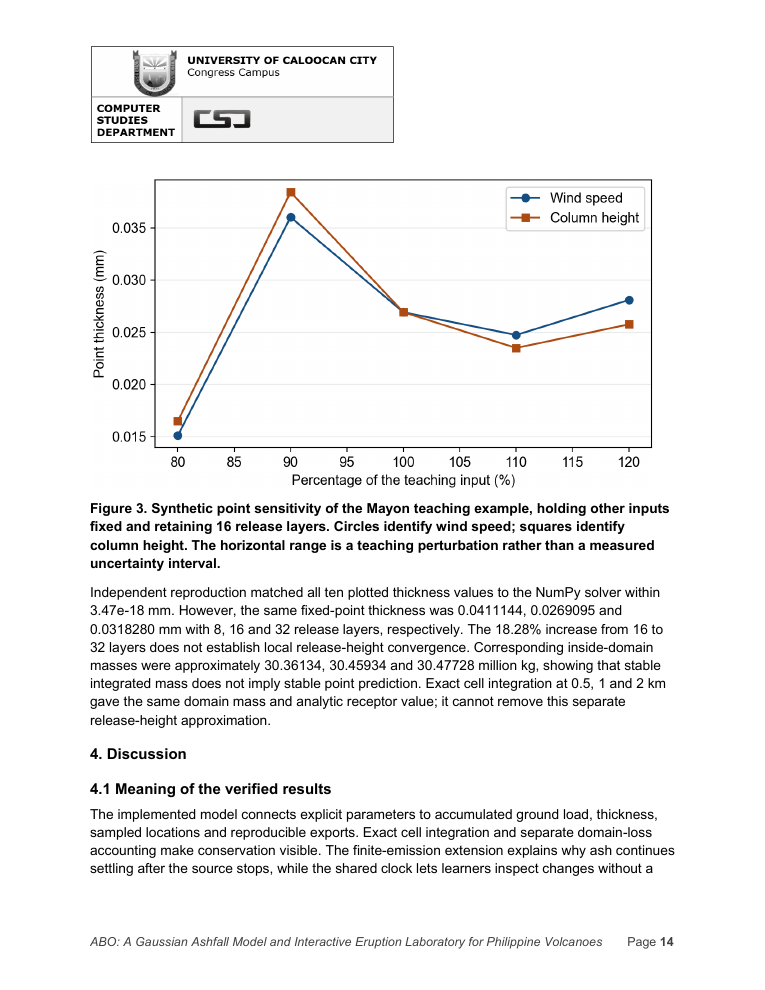 UNIVERSITY OF CALOOCAN CITY
Congress Campus
COMPUTER
STUDIES
DEPARTMENT
CSD
Wind speed
Column height
Point thickness (mm)
0.035
0.030
0.025
0.020
0.015
80 85 90 95 100 105 110 115 120
Percentage of the teaching input (%)
Figure 3. Synthetic point sensitivity of the Mayon teaching example, holding other inputs
fixed and retaining 16 release layers. Circles identify wind speed; squares identify
column height. The horizontal range is a teaching perturbation rather than a measured
uncertainty interval.
Independent reproduction matched all ten plotted thickness values to the NumPy solver within
3.47e-18 mm. However, the same fixed-point thickness was 0.0411144, 0.0269095 and
0.0318280 mm with 8, 16 and 32 release layers, respectively. The 18.28% increase from 16 to
32 layers does not establish local release-height convergence. Corresponding inside-domain
masses were approximately 30.36134, 30.45934 and 30.47728 million kg, showing that stable
integrated mass does not imply stable point prediction. Exact cell integration at 0.5, 1 and 2 km
gave the same domain mass and analytic receptor value; it cannot remove this separate
release-height approximation.
4. Discussion
4.1 Meaning of the verified results
The implemented model connects explicit parameters to accumulated ground load, thickness,
sampled locations and reproducible exports. Exact cell integration and separate domain-loss
accounting make conservation visible. The finite-emission extension explains why ash continues
settling after the source stops, while the shared clock lets learners inspect changes without a
ABO: A Gaussian Ashfall Model and Interactive Eruption Laboratory for Philippine Volcanoes Page 14